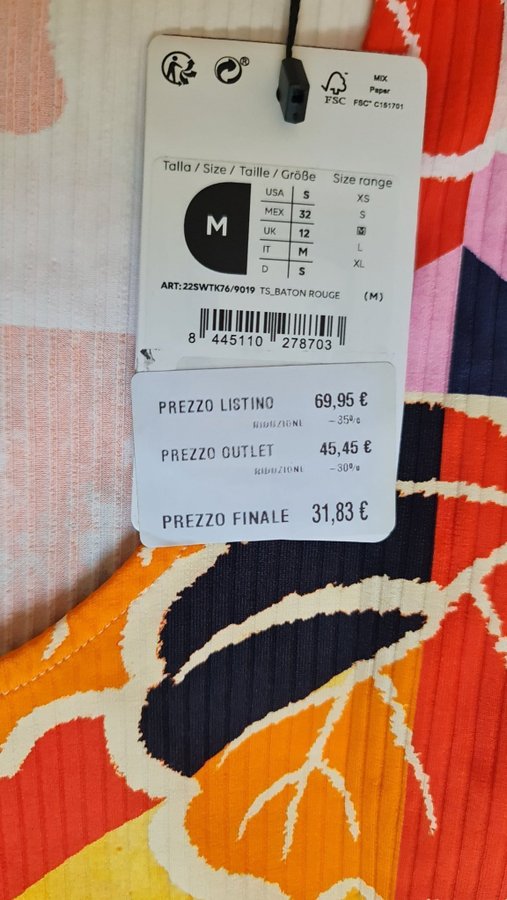 MIX
Paper
FSC
FSC® C151701
Talla / Size / Taille / Größe
Size range
M
USA S
MEX 32
UK 12
IT M
D S
XS
S
M
L
XL
ART: 22SWTK76/9019 TS_BATON ROUGE (M)
8 445110 278703
PREZZO LISTINO 69,95 €
RIDUZIONE -35%
PREZZO OUTLET 45,45 €
RIDUZIONE -30%
PREZZO FINALE 31,83 €